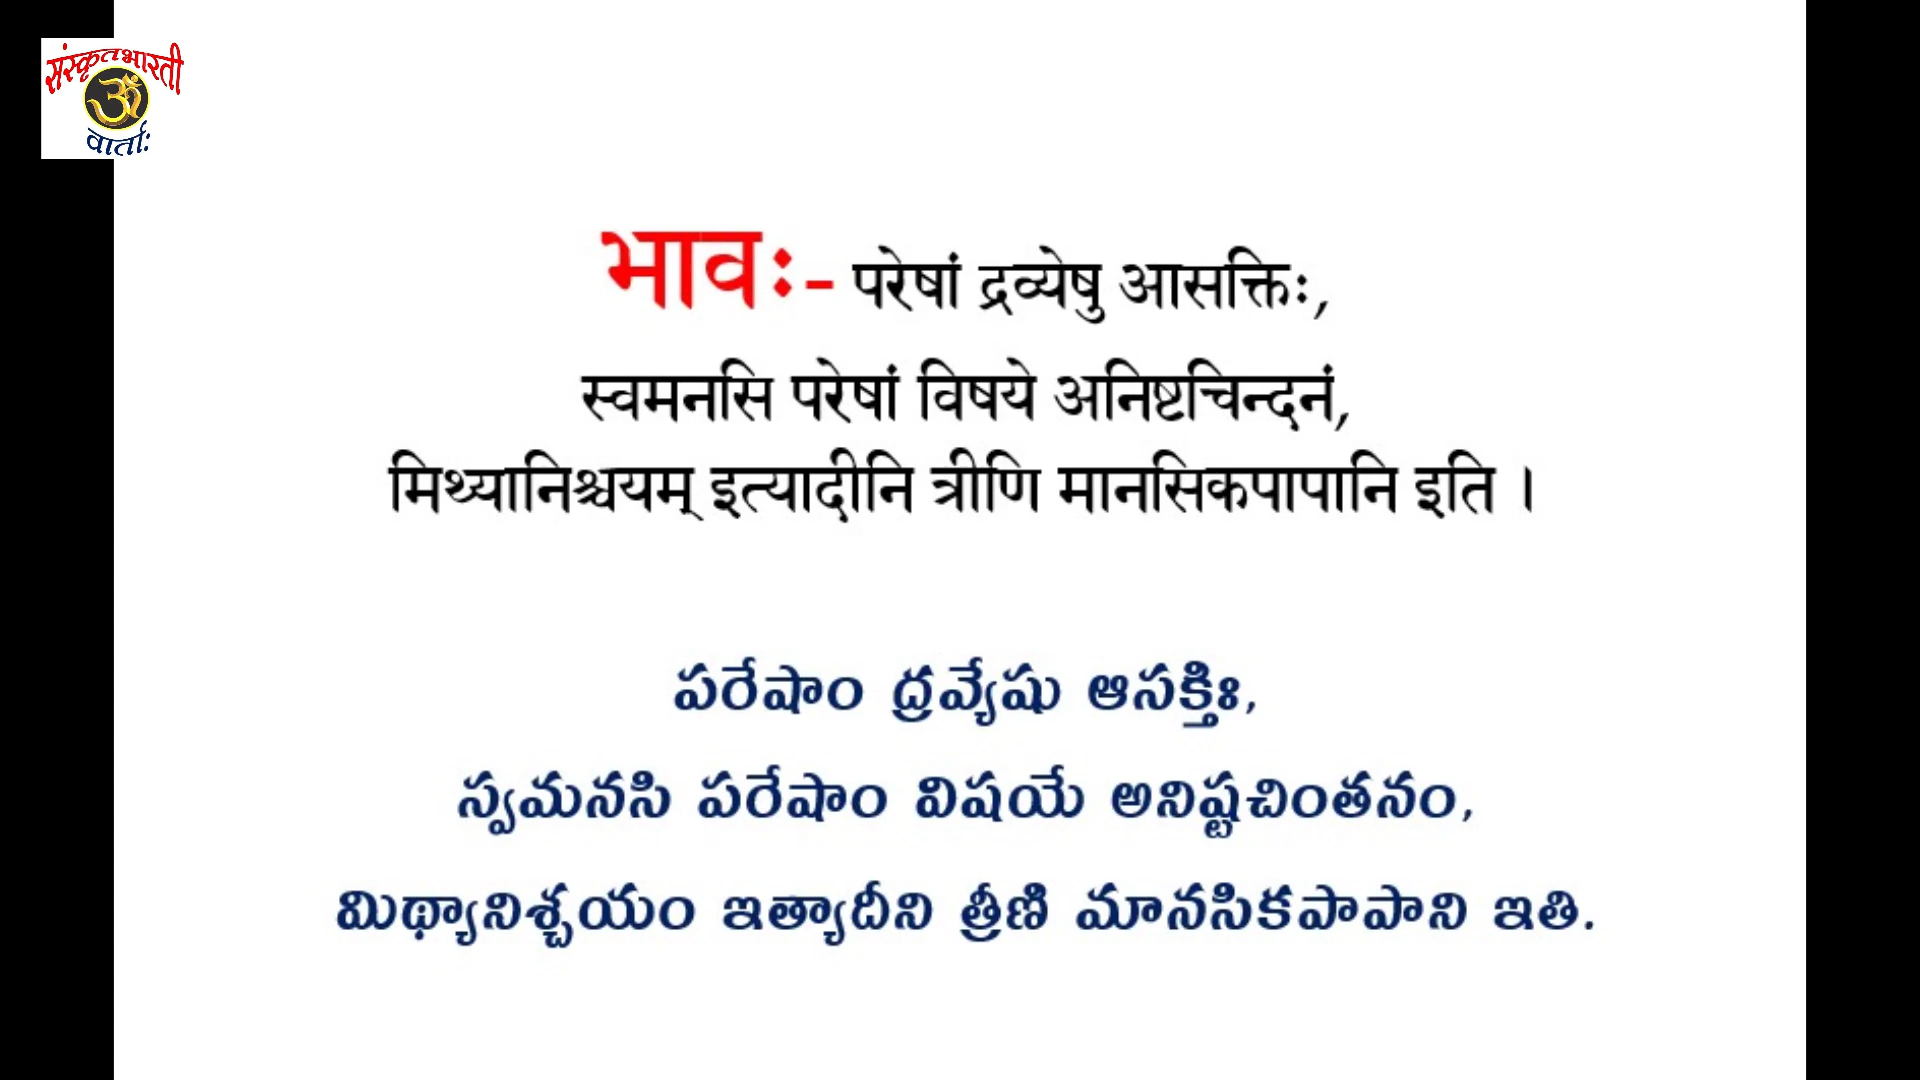 संस्कृतभारती
ॐ
वार्ताः
भावः- परेषां द्रव्येषु आसक्तिः,
स्वमनसि परेषां विषये अनिष्टचिन्दनं,
मिथ्यानिश्चयम् इत्यादीनि त्रीणि मानसिकपापानि इति ।
పరేషాం ద్రవ్యేషు ఆసక్తిః,
స్వమనసి పరేషాం విషయే అనిష్టచింతనం,
మిథ్యానిశ్చయం ఇత్యాదీని త్రీణి మానసికపాపాని ఇతి.